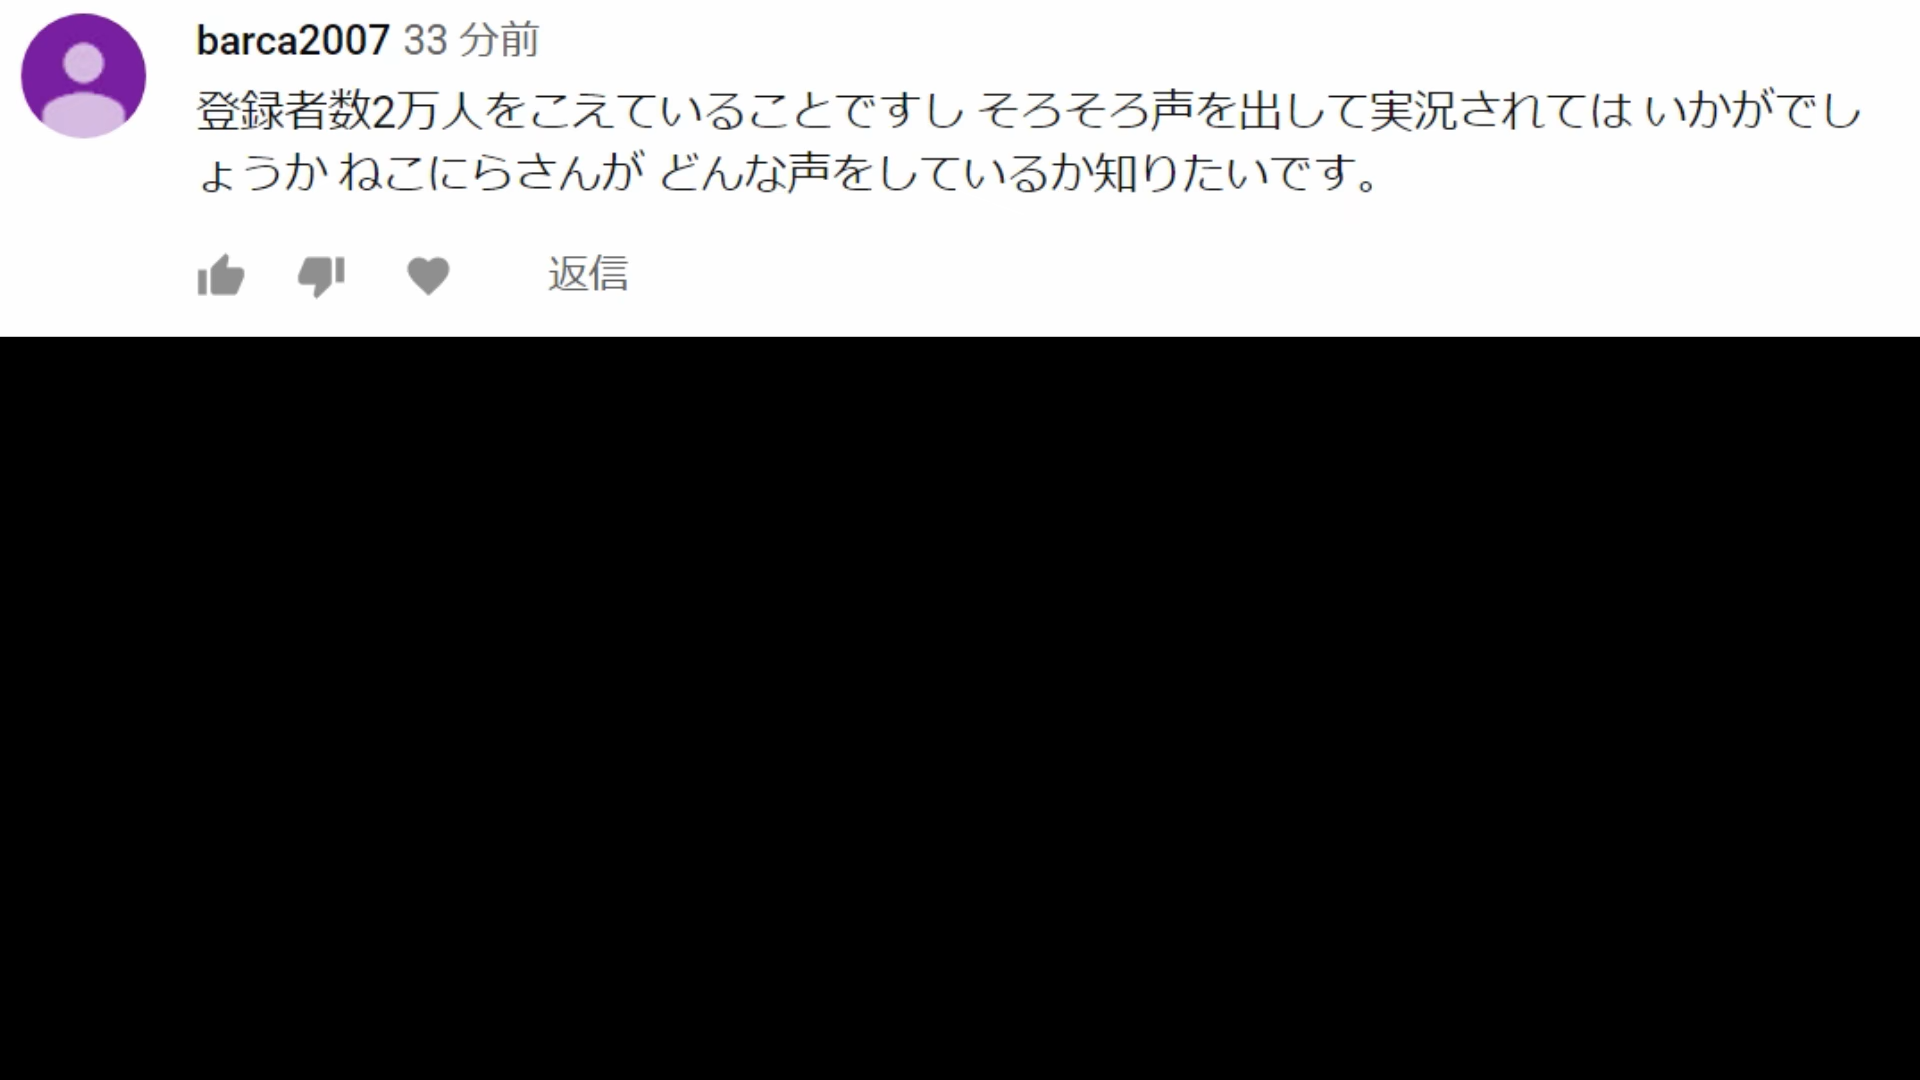 barca2007 33 分前
登録者数2万人をこえていることですし そろそろ声を出して実況されては いかがでし
ょうか ねこにらさんが どんな声をしているか知りたいです。
返信